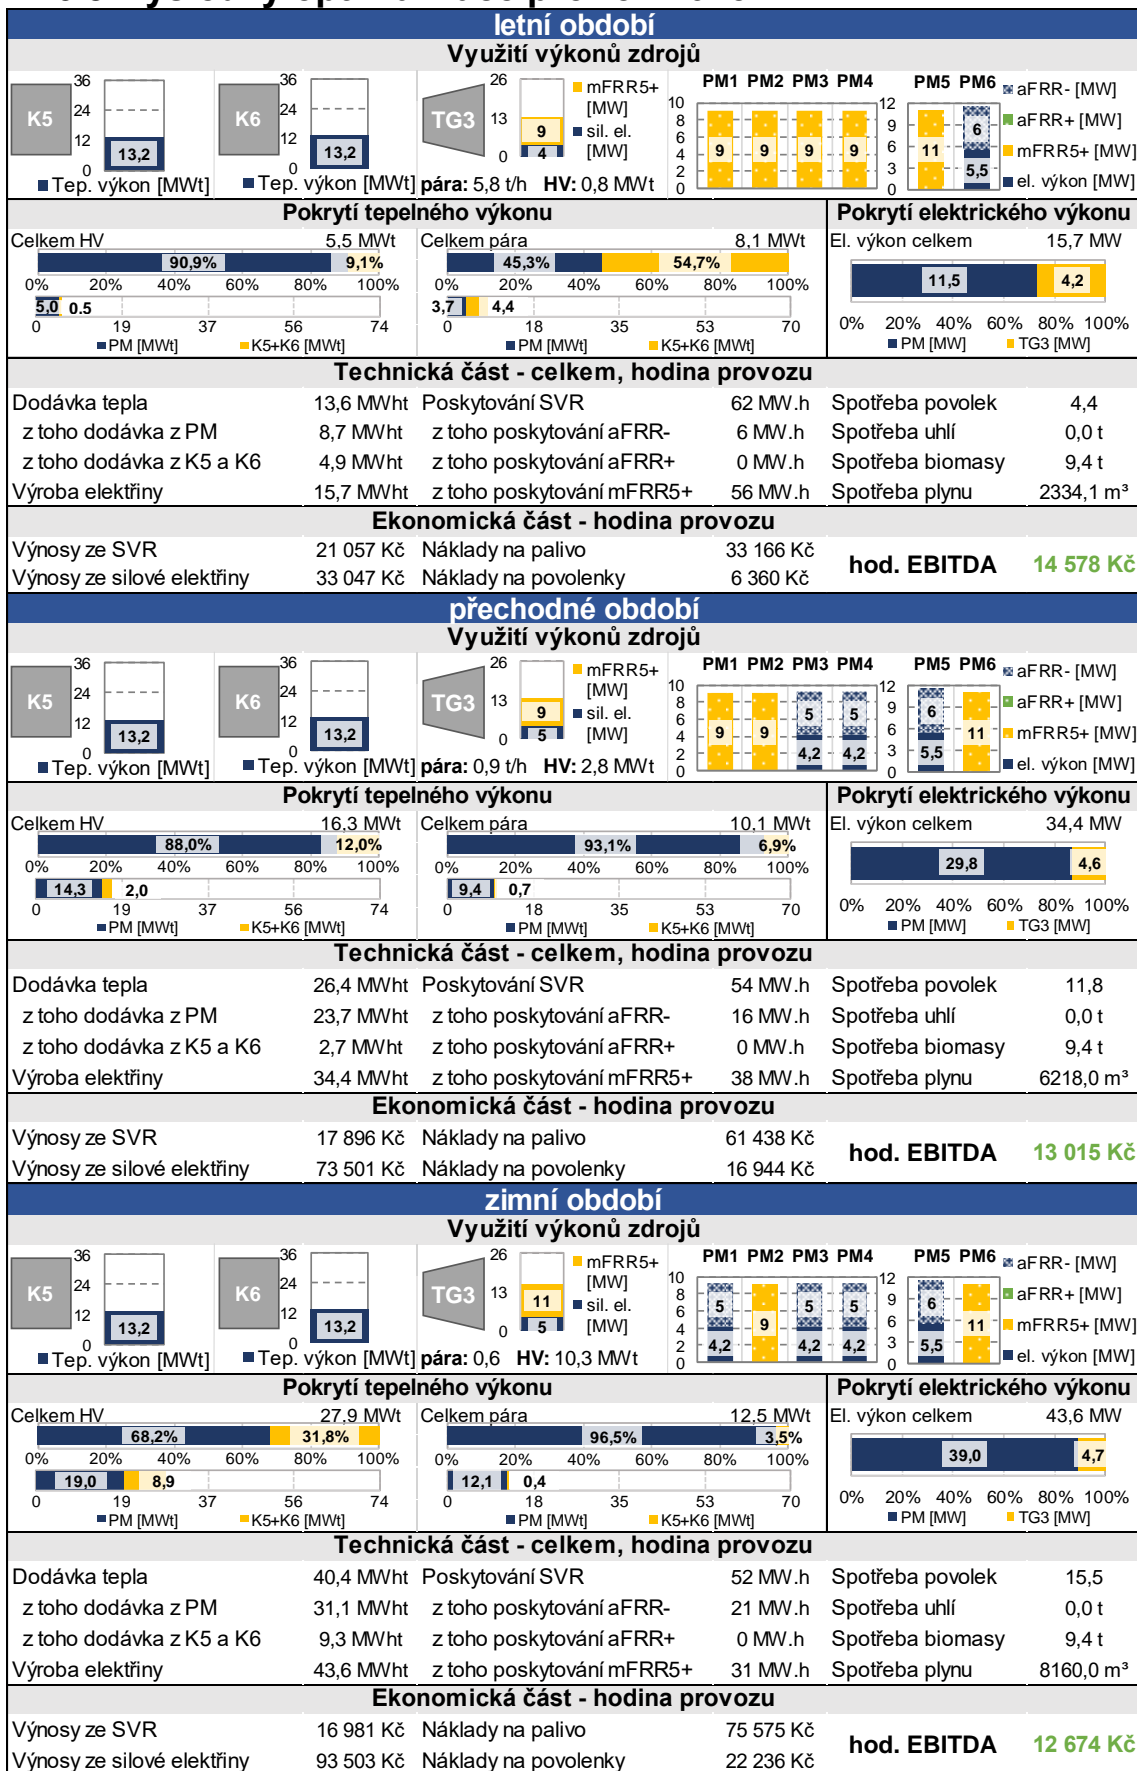 letní období
Využití výkonů zdrojů
K5 36 24 12 0 13,2 Tep. výkon [MWt]
K6 36 24 12 0 13,2 Tep. výkon [MWt]
TG3 26 13 0 9 4 mFRR5+ [MW] sil. el. [MW]
pára: 5,8 t/h HV: 0,8 MWt
PM1 PM2 PM3 PM4 PM5 PM6
10 8 6 4 2 0 9 9 9 9
12 9 6 3 0 11 6 5,5
aFRR- [MW]
aFRR+ [MW]
mFRR5+ [MW]
el. výkon [MW]
Pokrytí tepelného výkonu
Pokrytí elektrického výkonu
Celkem HV 5,5 MWt
90,9% 9,1%
0% 20% 40% 60% 80% 100%
5,0 0.5
0 19 37 56 74
PM [MWt] K5+K6 [MWt]
Celkem pára 8,1 MWt
45,3% 54,7%
0% 20% 40% 60% 80% 100%
3,7 4,4
0 18 35 53 70
PM [MWt] K5+K6 [MWt]
El. výkon celkem 15,7 MW
11,5 4,2
0% 20% 40% 60% 80% 100%
PM [MW] TG3 [MW]
Technická část - celkem, hodina provozu
Dodávka tepla 13,6 MWht Poskytování SVR 62 MW.h Spotřeba povolek 4,4
z toho dodávka z PM 8,7 MWht z toho poskytování aFRR- 6 MW.h Spotřeba uhlí 0,0 t
z toho dodávka z K5 a K6 4,9 MWht z toho poskytování aFRR+ 0 MW.h Spotřeba biomasy 9,4 t
Výroba elektřiny 15,7 MWht z toho poskytování mFRR5+ 56 MW.h Spotřeba plynu 2334,1 m³
Ekonomická část - hodina provozu
Výnosy ze SVR 21 057 Kč Náklady na palivo 33 166 Kč
Výnosy ze silové elektřiny 33 047 Kč Náklady na povolenky 6 360 Kč
hod. EBITDA 14 578 Kč
přechodné období
Využití výkonů zdrojů
K5 36 24 12 0 13,2 Tep. výkon [MWt]
K6 36 24 12 0 13,2 Tep. výkon [MWt]
TG3 26 13 0 9 5 mFRR5+ [MW] sil. el. [MW]
pára: 0,9 t/h HV: 2,8 MWt
PM1 PM2 PM3 PM4 PM5 PM6
10 8 6 4 2 0 9 9 5 4,2 5 4,2
12 9 6 3 0 6 5,5 11
aFRR- [MW]
aFRR+ [MW]
mFRR5+ [MW]
el. výkon [MW]
Pokrytí tepelného výkonu
Pokrytí elektrického výkonu
Celkem HV 16,3 MWt
88,0% 12,0%
0% 20% 40% 60% 80% 100%
14,3 2,0
0 19 37 56 74
PM [MWt] K5+K6 [MWt]
Celkem pára 10,1 MWt
93,1% 6,9%
0% 20% 40% 60% 80% 100%
9,4 0,7
0 18 35 53 70
PM [MWt] K5+K6 [MWt]
El. výkon celkem 34,4 MW
29,8 4,6
0% 20% 40% 60% 80% 100%
PM [MW] TG3 [MW]
Technická část - celkem, hodina provozu
Dodávka tepla 26,4 MWht Poskytování SVR 54 MW.h Spotřeba povolek 11,8
z toho dodávka z PM 23,7 MWht z toho poskytování aFRR- 16 MW.h Spotřeba uhlí 0,0 t
z toho dodávka z K5 a K6 2,7 MWht z toho poskytování aFRR+ 0 MW.h Spotřeba biomasy 9,4 t
Výroba elektřiny 34,4 MWht z toho poskytování mFRR5+ 38 MW.h Spotřeba plynu 6218,0 m³
Ekonomická část - hodina provozu
Výnosy ze SVR 17 896 Kč Náklady na palivo 61 438 Kč
Výnosy ze silové elektřiny 73 501 Kč Náklady na povolenky 16 944 Kč
hod. EBITDA 13 015 Kč
zimní období
Využití výkonů zdrojů
K5 36 24 12 0 13,2 Tep. výkon [MWt]
K6 36 24 12 0 13,2 Tep. výkon [MWt]
TG3 26 13 0 11 5 mFRR5+ [MW] sil. el. [MW]
pára: 0,6 HV: 10,3 MWt
PM1 PM2 PM3 PM4 PM5 PM6
10 8 6 4 2 0 5 4,2 9 5 4,2 5 4,2
12 9 6 3 0 6 5,5 11
aFRR- [MW]
aFRR+ [MW]
mFRR5+ [MW]
el. výkon [MW]
Pokrytí tepelného výkonu
Pokrytí elektrického výkonu
Celkem HV 27,9 MWt
68,2% 31,8%
0% 20% 40% 60% 80% 100%
19,0 8,9
0 19 37 56 74
PM [MWt] K5+K6 [MWt]
Celkem pára 12,5 MWt
96,5% 3,5%
0% 20% 40% 60% 80% 100%
12,1 0,4
0 18 35 53 70
PM [MWt] K5+K6 [MWt]
El. výkon celkem 43,6 MW
39,0 4,7
0% 20% 40% 60% 80% 100%
PM [MW] TG3 [MW]
Technická část - celkem, hodina provozu
Dodávka tepla 40,4 MWht Poskytování SVR 52 MW.h Spotřeba povolek 15,5
z toho dodávka z PM 31,1 MWht z toho poskytování aFRR- 21 MW.h Spotřeba uhlí 0,0 t
z toho dodávka z K5 a K6 9,3 MWht z toho poskytování aFRR+ 0 MW.h Spotřeba biomasy 9,4 t
Výroba elektřiny 43,6 MWht z toho poskytování mFRR5+ 31 MW.h Spotřeba plynu 8160,0 m³
Ekonomická část - hodina provozu
Výnosy ze SVR 16 981 Kč Náklady na palivo 75 575 Kč
Výnosy ze silové elektřiny 93 503 Kč Náklady na povolenky 22 236 Kč
hod. EBITDA 12 674 Kč